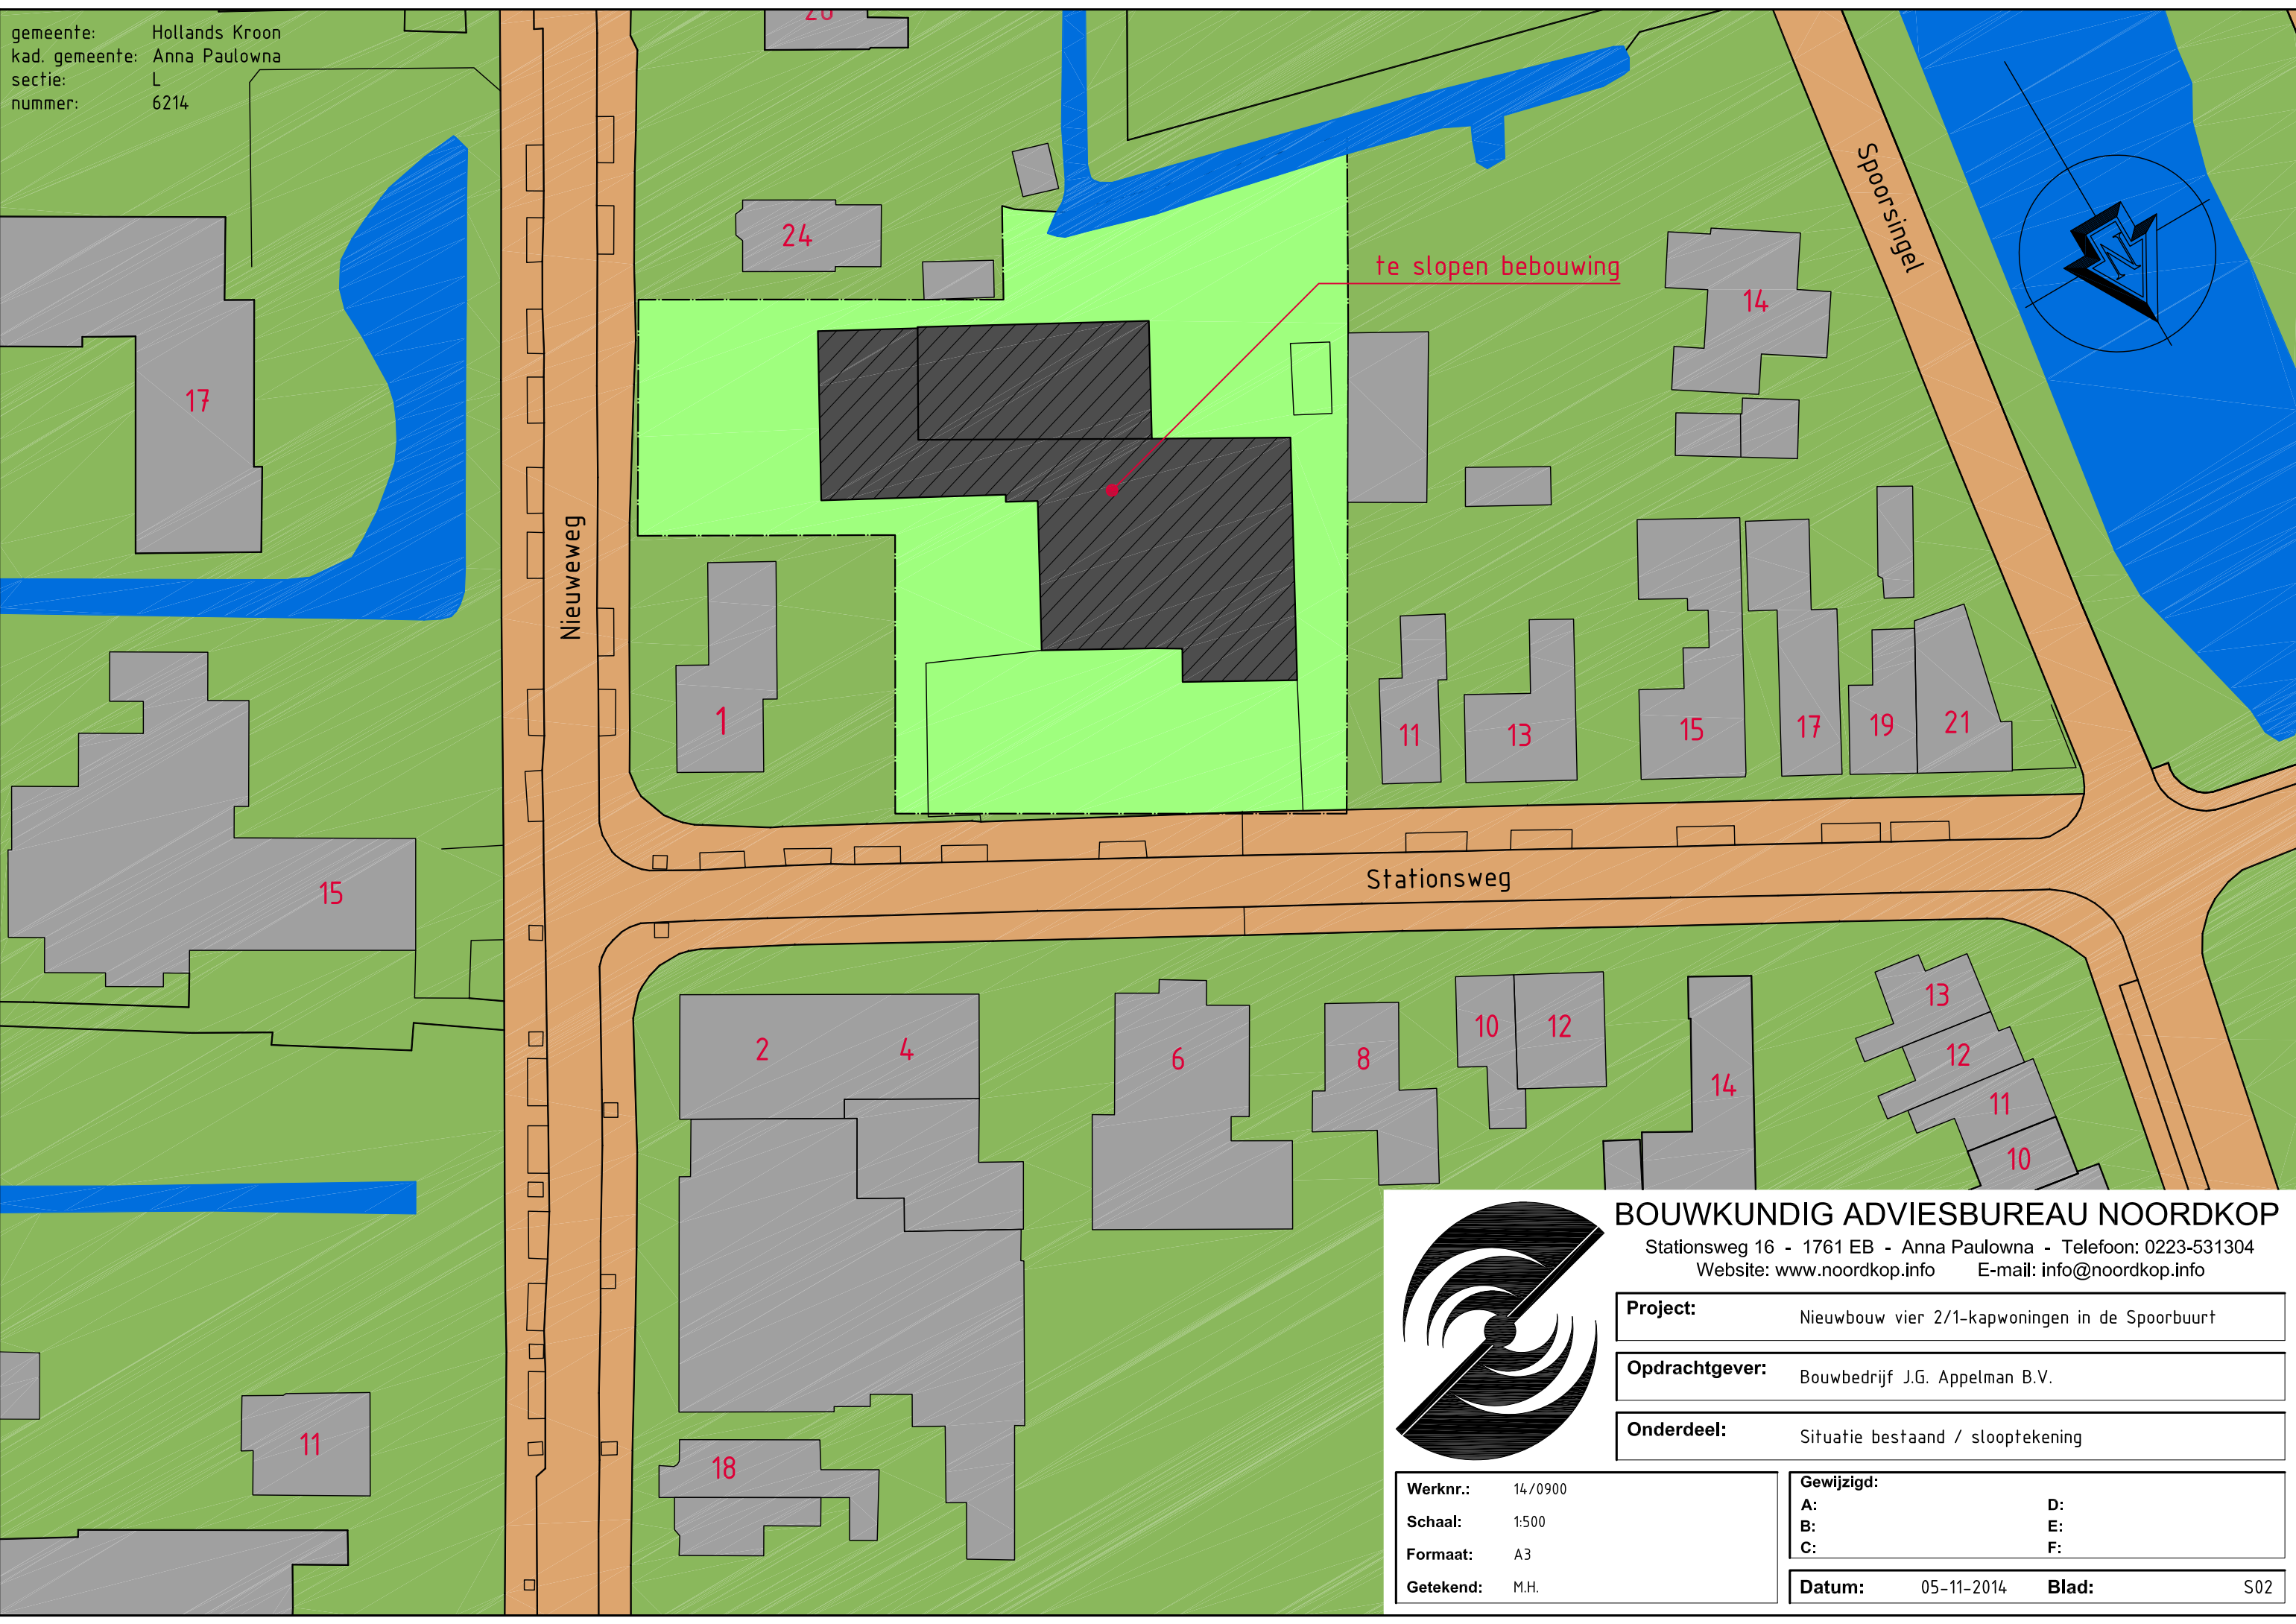 gemeente: Hollands Kroon
kad. gemeente: Anna Paulowna
sectie: L
nummer: 6214
26
24
17
te slopen bebouwing
Spoorsingel
N
14
Nieuweweg
1
11
13
15
17
19
21
15
Stationsweg
2
4
6
8
10
12
14
13
12
11
10
11
18
BOUWKUNDIG ADVIESBUREAU NOORDKOP
Stationsweg 16 - 1761 EB - Anna Paulowna - Telefoon: 0223-531304
Website: www.noordkop.info E-mail: info@noordkop.info
Project: Nieuwbouw vier 2/1-kapwoningen in de Spoorbuurt
Opdrachtgever: Bouwbedrijf J.G. Appelman B.V.
Onderdeel: Situatie bestaand / slooptekening
Werknr.: 14/0900
Schaal: 1:500
Formaat: A3
Getekend: M.H.
Gewijzigd:
A: D:
B: E:
C: F:
Datum: 05-11-2014 Blad: S02